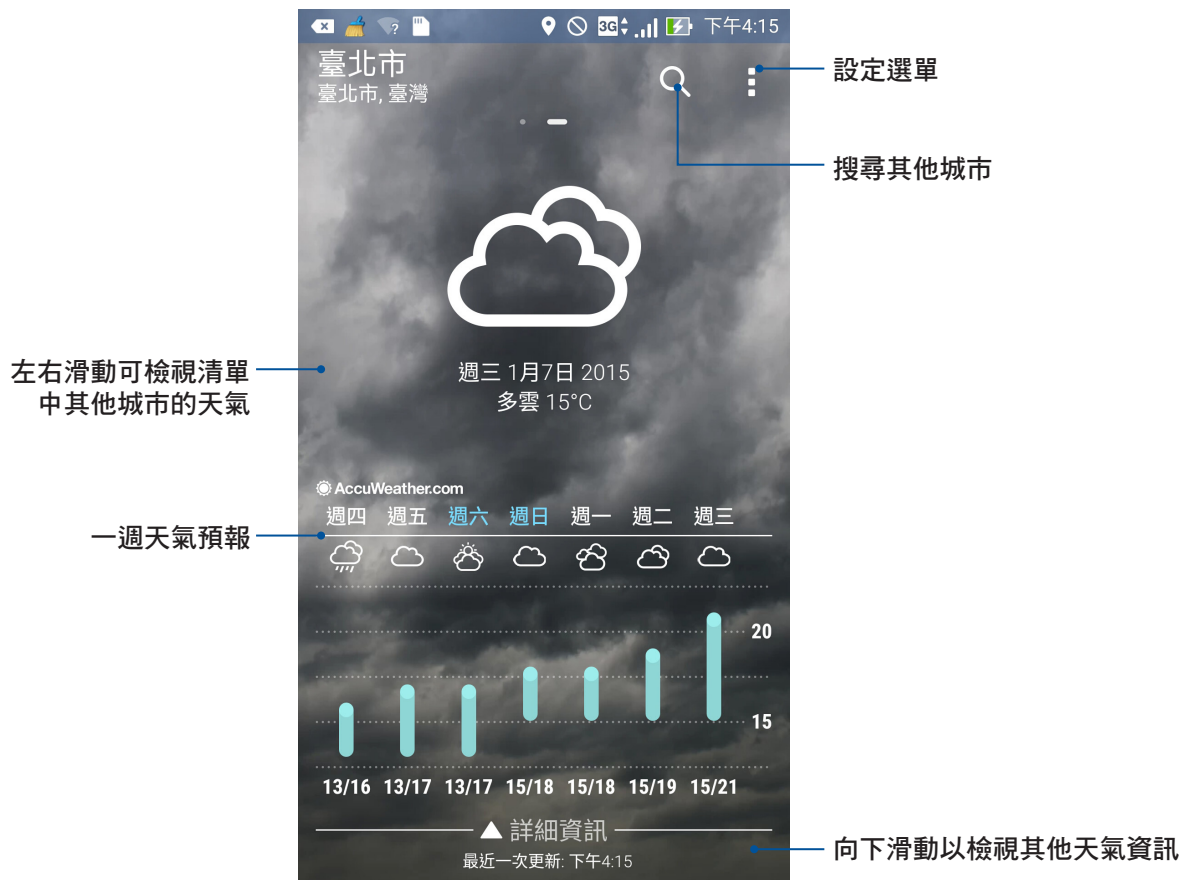 3G
下午4:15
臺北市
臺北市, 臺灣
設定選單
搜尋其他城市
左右滑動可檢視清單
中其他城市的天氣
週三 1月7日 2015
多雲 15°C
AccuWeather.com
週四 週五 週六 週日 週一 週二 週三
一週天氣預報
20
15
13/16 13/17 13/17 15/18 15/18 15/19 15/21
詳細資訊
最近一次更新: 下午4:15
向下滑動以檢視其他天氣資訊